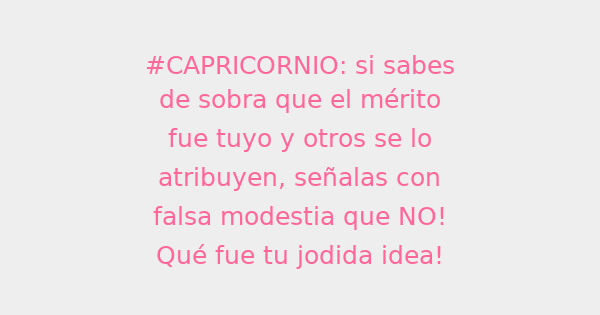 #CAPRICORNIO: si sabes
de sobra que el mérito
fue tuyo y otros se lo
atribuyen, señalas con
falsa modestia que NO!
Qué fue tu jodida idea!